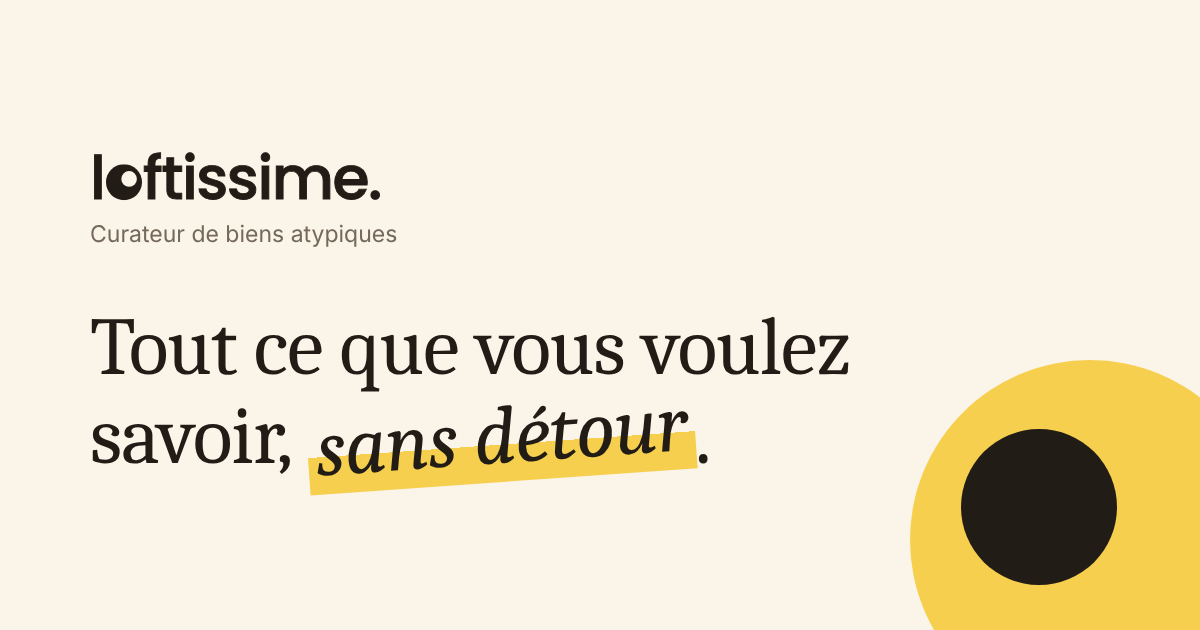 loftissime.
Curateur de biens atypiques
Tout ce que vous voulez
savoir, sans détour.